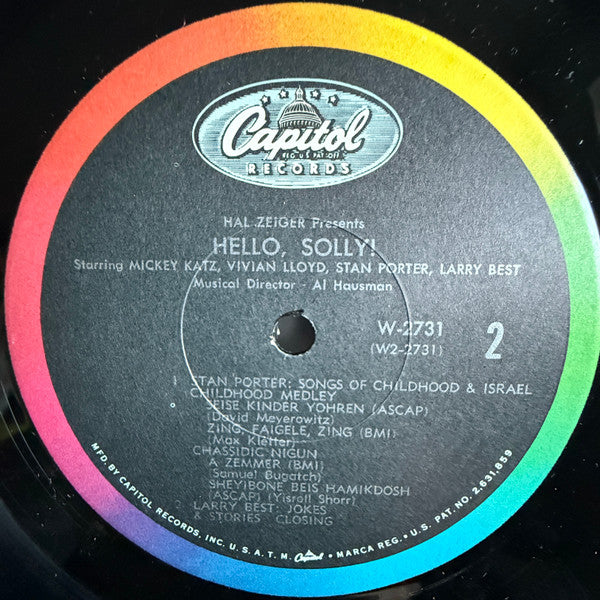 Capitol
REG. U.S. PAT. OFF.
RECORDS
HAL ZEIGER Presents
HELLO, SOLLY!
Starring MICKEY KATZ, VIVIAN LLOYD, STAN PORTER, LARRY BEST
Musical Director - Al Hausman
W-2731
(W2-2731)
2
1 STAN PORTER: SONGS OF CHILDHOOD & ISRAEL
CHILDHOOD MEDLEY
SEISE KINDER YOHREN (ASCAP)
(David Meyerowitz)
ZING, FAIGELE, ZING (BMI)
(Max Kletter)
CHASSIDIC NIGUN
A ZEMMER (BMI)
Samuel Bugatch)
SHEYIBONE BEIS HAMIKDOSH
(ASCAP) (Yisroll Shorr)
2 LARRY BEST: JOKES
& STORIES CLOSING
MFD. BY CAPITOL RECORDS, INC. U. S. A. T. M. Capitol • MARCA REG. • U. S. PAT. NO. 2,631,859